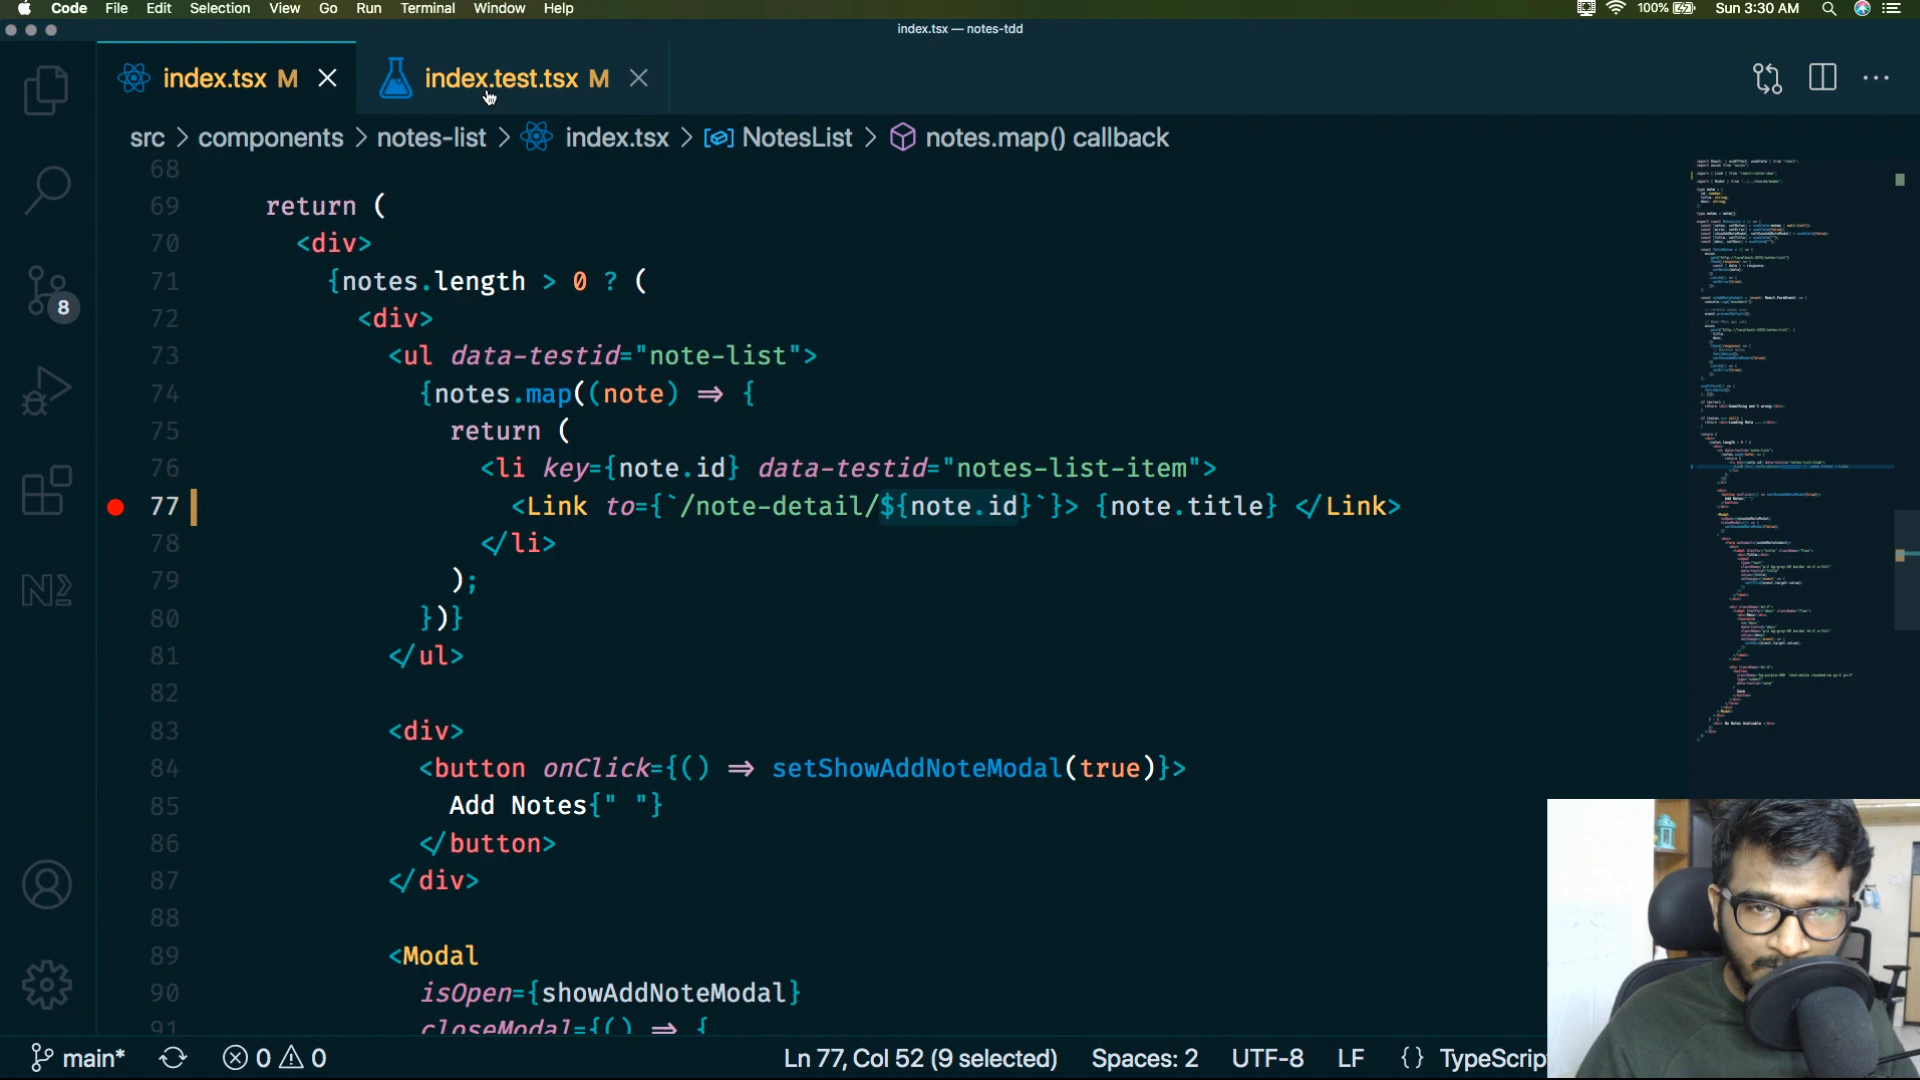 Code File Edit Selection View Go Run Terminal Window Help 100% Sun 3:30 AM
index.tsx — notes-tdd
index.tsx M index.test.tsx M
src > components > notes-list > index.tsx > NotesList > notes.map() callback
68
69 return (
70 <div>
71 {notes.length > 0 ? (
72 <div>
73 <ul data-testid="note-list">
74 {notes.map((note) => {
75 return (
76 <li key={note.id} data-testid="notes-list-item">
77 <Link to={`/note-detail/${note.id}`}> {note.title} </Link>
78 </li>
79 );
80 })}
81 </ul>
82
83 <div>
84 <button onClick={() => setShowAddNoteModal(true)}>
85 Add Notes{" "}
86 </button>
87 </div>
88
89 <Modal
90 isOpen={showAddNoteModal}
91 closeModal={() => {
8
main* 0 0 Ln 77, Col 52 (9 selected) Spaces: 2 UTF-8 LF {} TypeScrip